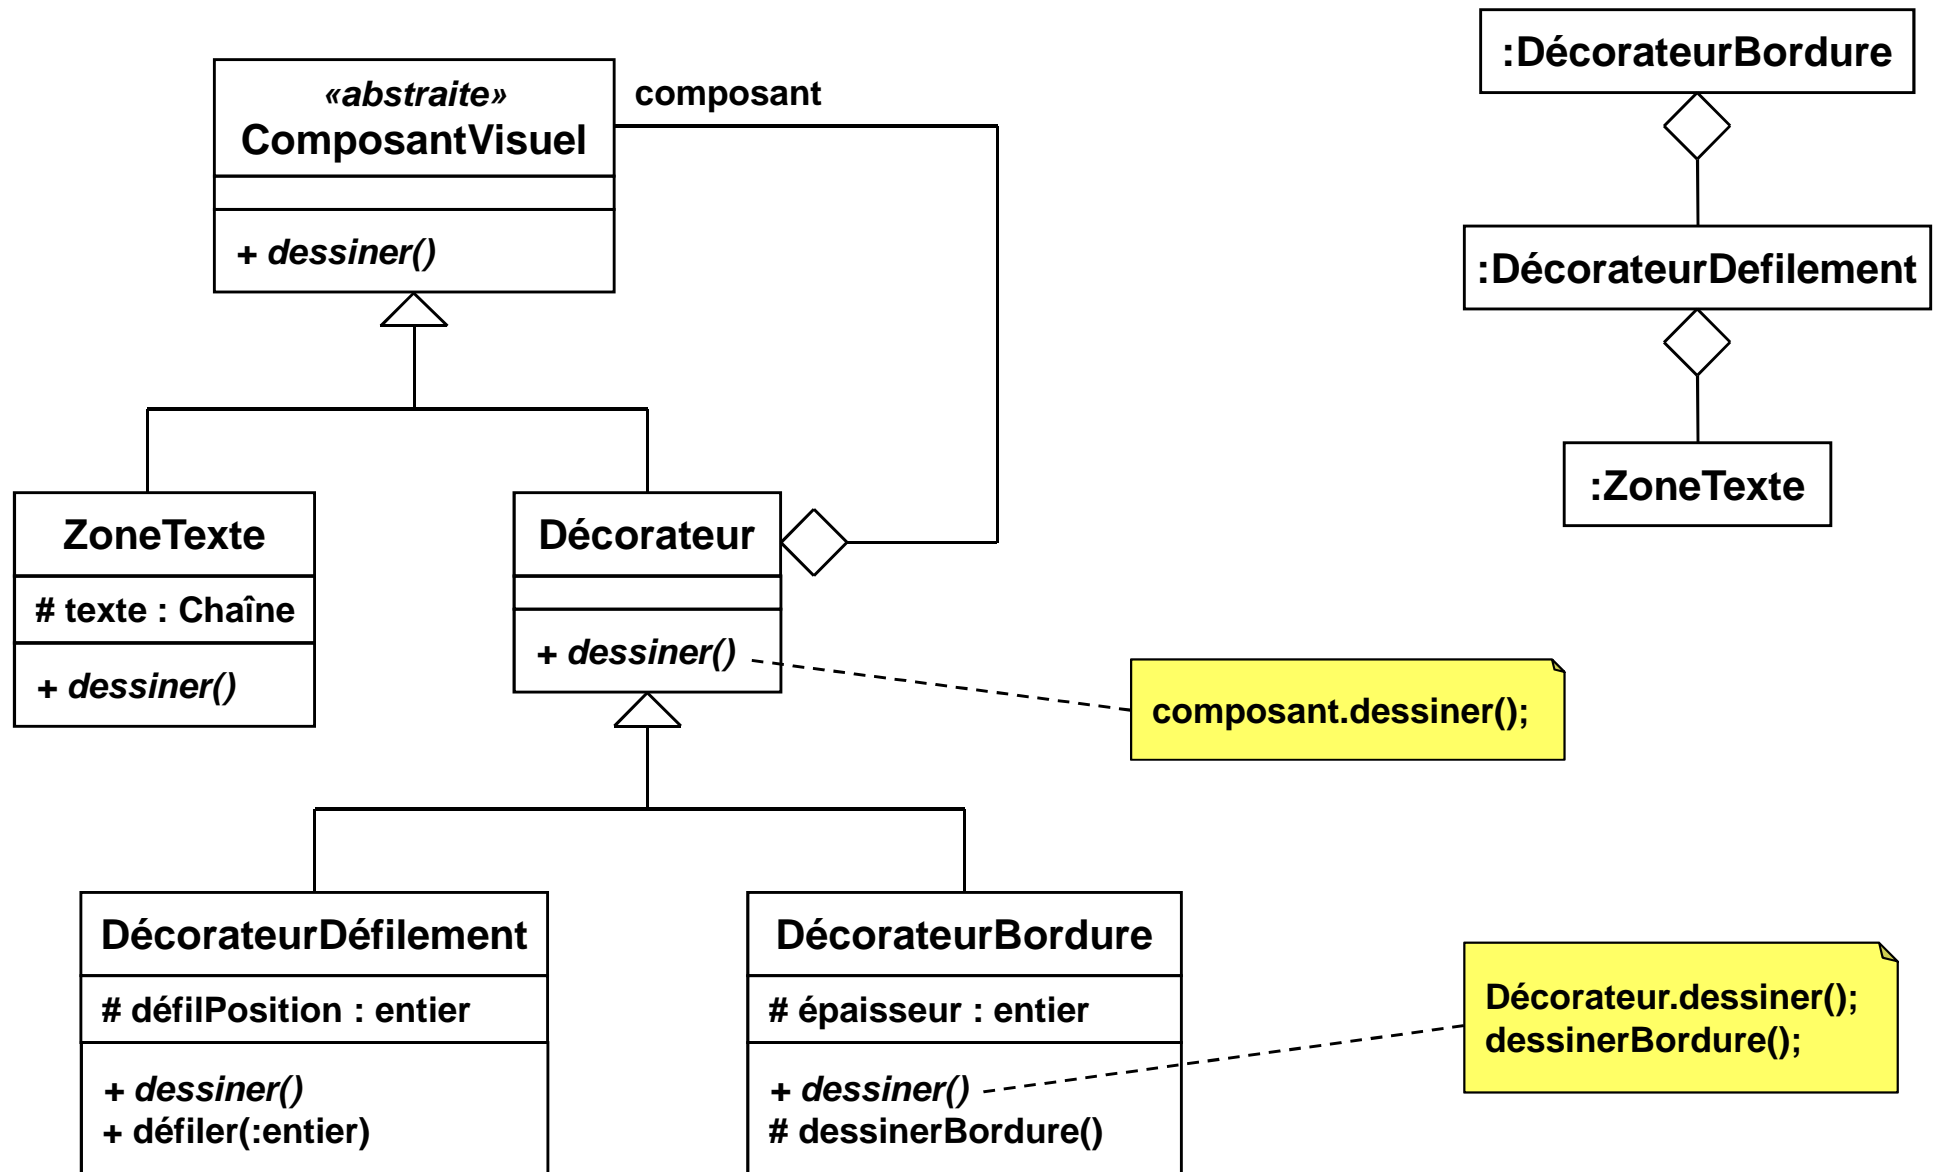 «abstraite»
ComposantVisuel
+ dessiner()
composant
:DécorateurBordure
:DécorateurDefilement
:ZoneTexte
ZoneTexte
# texte : Chaîne
+ dessiner()
Décorateur
+ dessiner()
composant.dessiner();
DécorateurDéfilement
# défilPosition : entier
+ dessiner()
+ défiler(:entier)
DécorateurBordure
# épaisseur : entier
+ dessiner()
# dessinerBordure()
Décorateur.dessiner();
dessinerBordure();